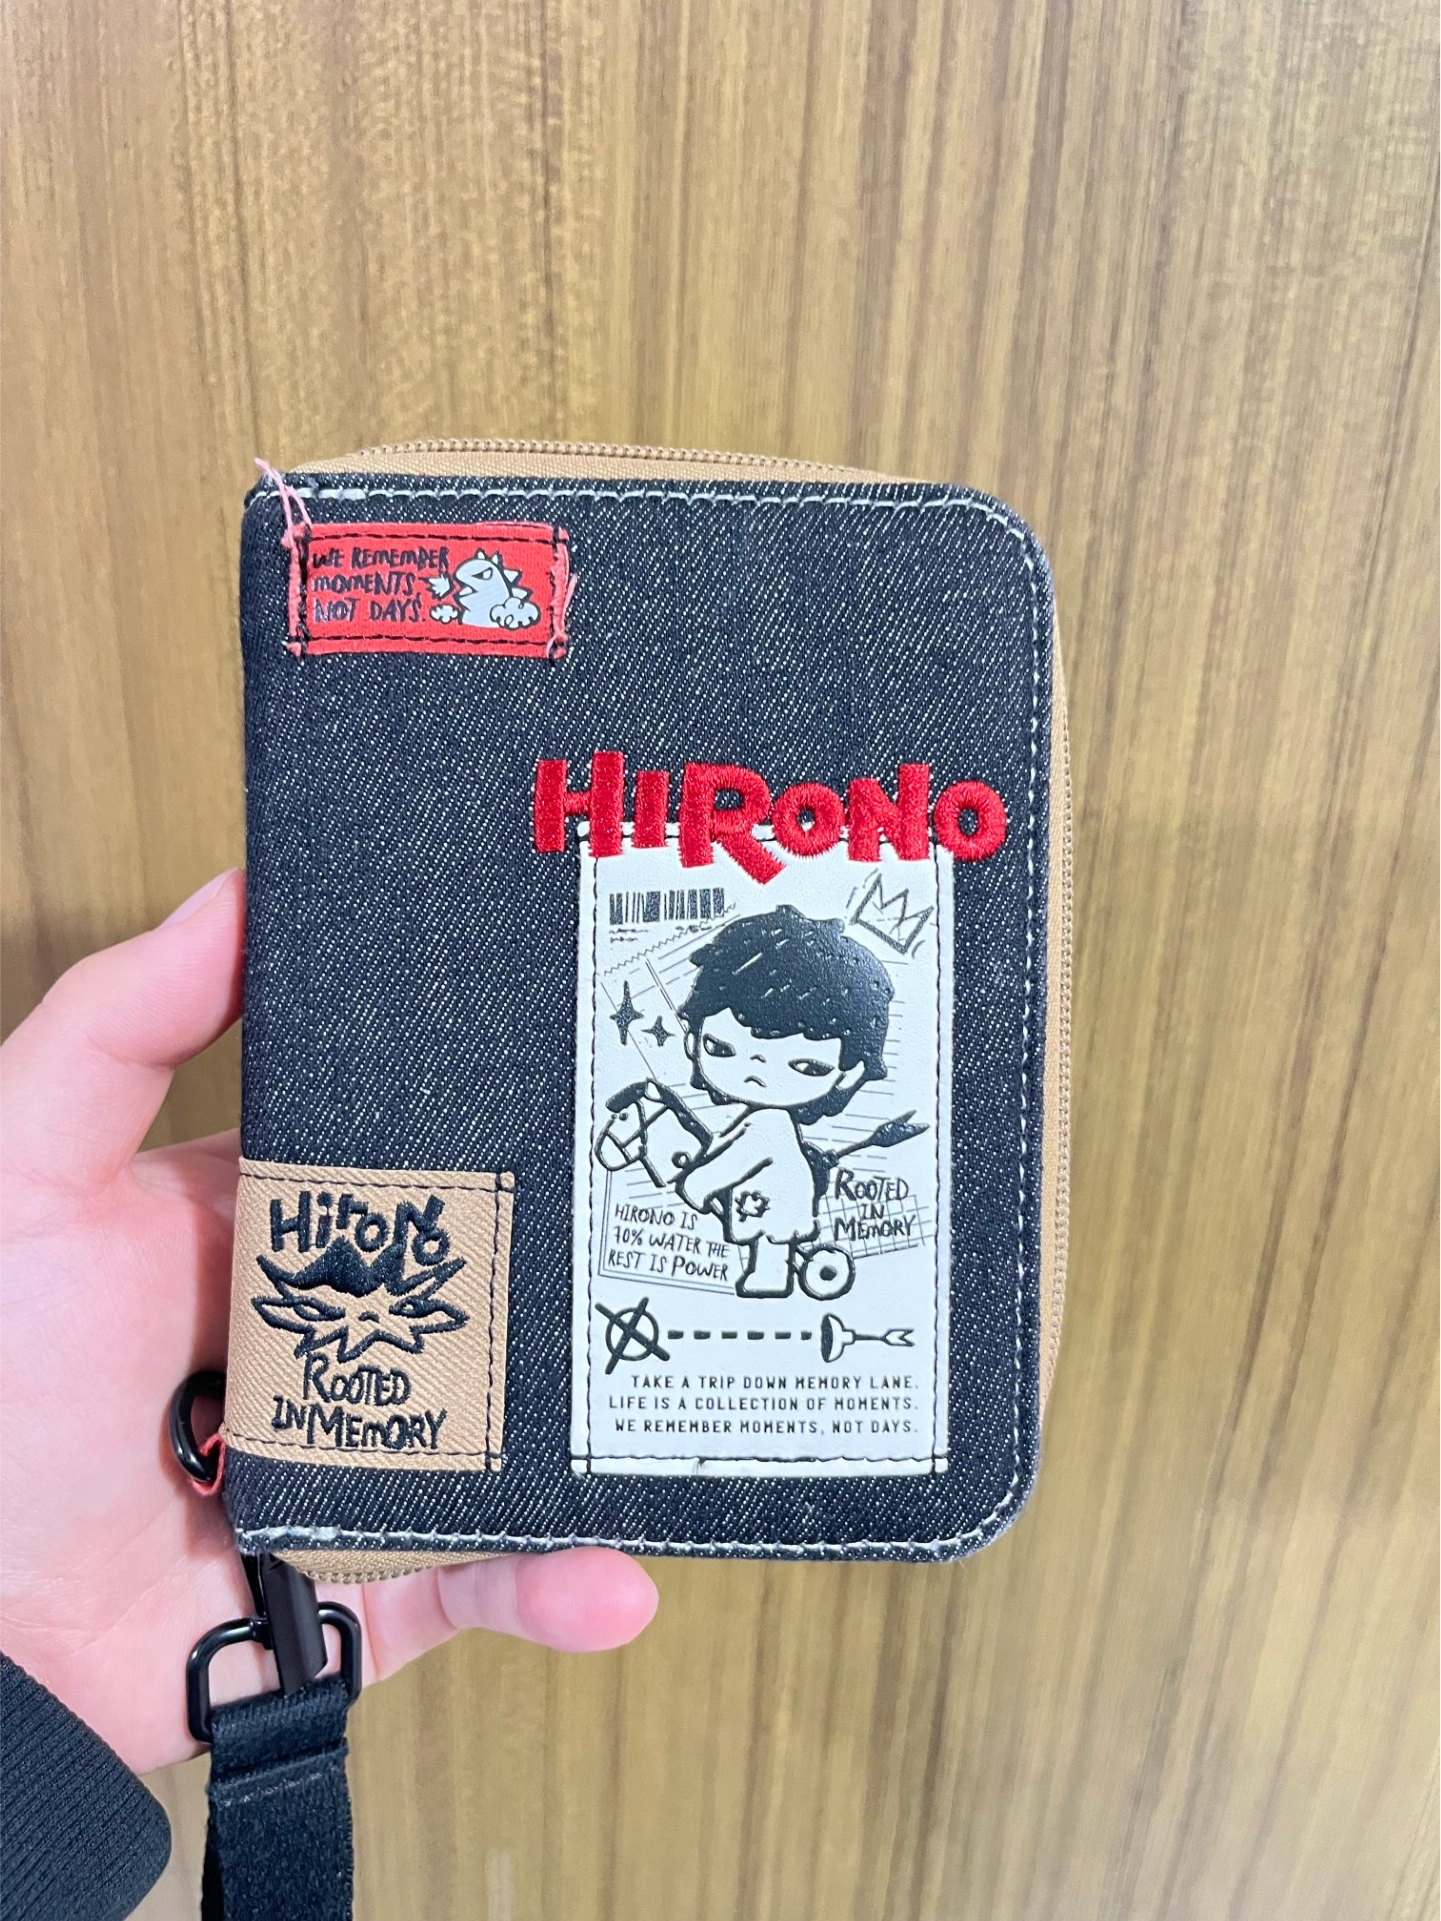 WE REMEMBER
MOMENTS,
NOT DAYS.
HIRONO
ROOTED
IN
MEMORY
HIRONO IS
70% WATER THE
REST IS POWER
TAKE A TRIP DOWN MEMORY LANE.
LIFE IS A COLLECTION OF MOMENTS.
WE REMEMBER MOMENTS, NOT DAYS.
HIRONO
ROOTED
IN MEMORY